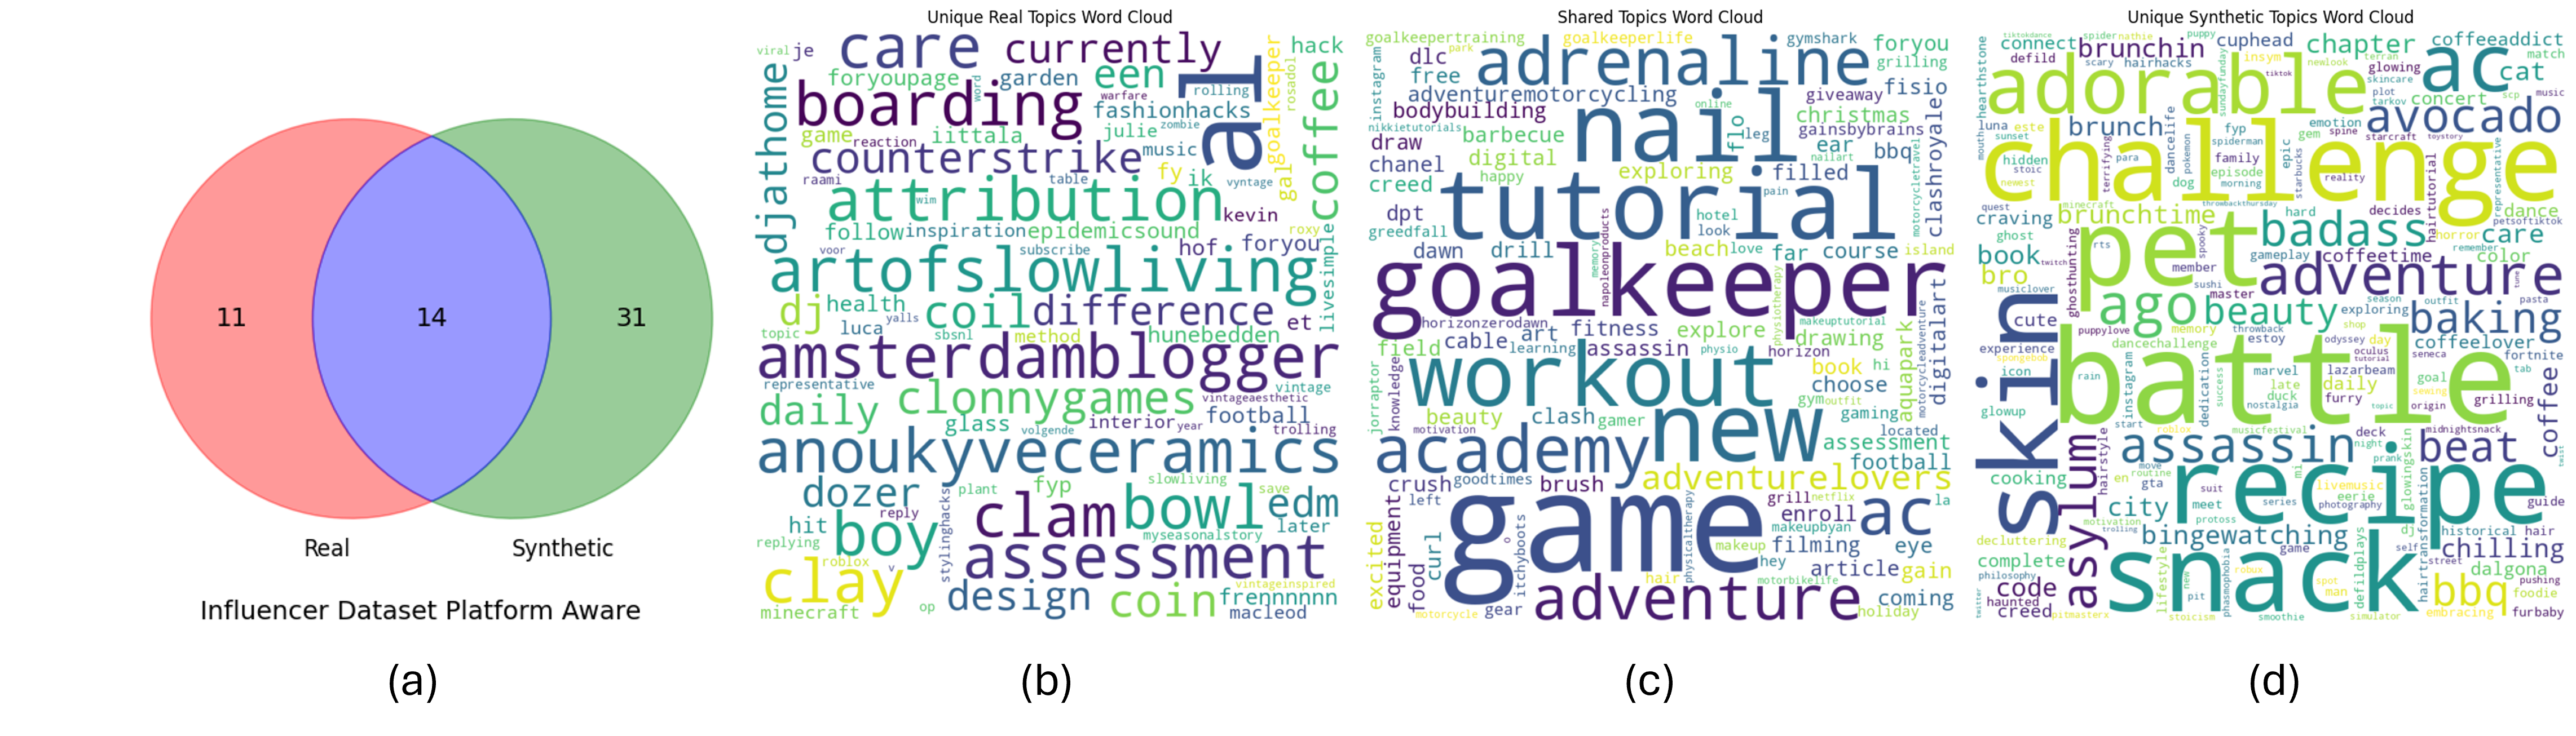 11
14
31
Real
Synthetic
Influencer Dataset Platform Aware
(a)
Unique Real Topics Word Cloud
viral je care currently goalkeeper hack
foryoupage garden een al
djathome boarding word warfare rolling rosadol coffee
fashionhacks
game reaction iittala julie zombie
counterstrike music gal
raami table fy ik vyntage
attribution wim kevin
follow inspiration epidemicsound roxy
voor subscribe hof foryou
artofslowliving livesimple
dj health coil difference et
luca yalls
topic sbsnl method hunebedden
amsterdamblogger
representative vintage
daily clonnygames vintageaesthetic
glass interior year football
volgende trolling
anoukyveceramics
dozer stylinghacks plant fyp slowliving save
hit boy reply clam bowl edm
later
replying myseasonalstory
roblox assessment
clay v vintageinspired
design coin frennnnnn
minecraft op macleod
(b)
Shared Topics Word Cloud
goalkeepertraining goalkeeperlife gymshark foryou
park dlc adrenaline grilling
instagram free
adventuremotorcycling giveaway fisio
bodybuilding nail online christmas
nikkietutorials barbecue flo leg gainsbybrains clashroyale
draw digital ear bbq
chanel happy exploring nailart motorcycletravel
creed tutorial filled
pain
dpt hotel
greedfall look
dawn drill memory napoleonproducts beach love far course island
goalkeeper physiotherapy digitalart
horizonzerodawn art fitness explore makeuptutorial
cable learning assassin physio drawing
field horizon aquapark
jorraptor knowledge workout book hi
choose motorcycleadventure
gym outfit
beauty clash gamer new gaming
motivation located
academy assessment
football
crush goodtimes brush adventurelovers
left grill netflix la
excited equipment curl game enroll ac
makeupbyan
food o itchyboots physicaltherapy makeup filming eye
hey article gain
hair motorbikelife
motorcycle gear adventure coming
holiday
(c)
Unique Synthetic Topics Word Cloud
tiktokdance spider nathie puppy cuphead chapter coffeeaddict
hearthstone connect brunchin insym terran match
defild scary hairhacks newlook glowing ac cat
adorable sundayfunday tiktok skincare
plot scp music
tarkov concert
luna este brunch dancelife fyp emotion avocado
sunset spiderman gem spine starcraft toystory
mouth hidden terrifying para pokemon family epic starbucks challenge representative
stoic episode reality
newest dog morning hairtutorial
quest minecraft throwbackthursday decides dance
craving brunchtime hard petsoftiktok
ghost pet badass horror care
book ghosthunting rts spooky remember
twitch gameplay coffeetime color
bro member adventure tune
musiclover sushi
master season outfit pasta
skin cute ago beauty exploring baking
puppylove memory throwback shop
dancechallenge estoy odyssey day coffeelover
experience oculus seneca fortnite
spongebob tutorial
icon rain instagram dedication success marvel lazarbeam goal tab
battle late daily sewing coffee
duck furry grilling
glowup nostalgia topic origin
start roblox musicfestival deck midnightsnack
asylum hairstyle assassin night beat twist
move prank
cooking routine recipe mi glowingskin
en gta suit livemusic hairtransformation
eerie
city meet series photography guide
motivation protoss
trolling dj historical hair
decluttering bingewatching defildplays
lifestyle new game self chilling
complete phasmophobia street
philosophy snack robux dalgona
code spot pushing
twitter haunted pit man bbq foodie
creed pitmasterx stoicism smoothie simulator embracing furbaby
(d)